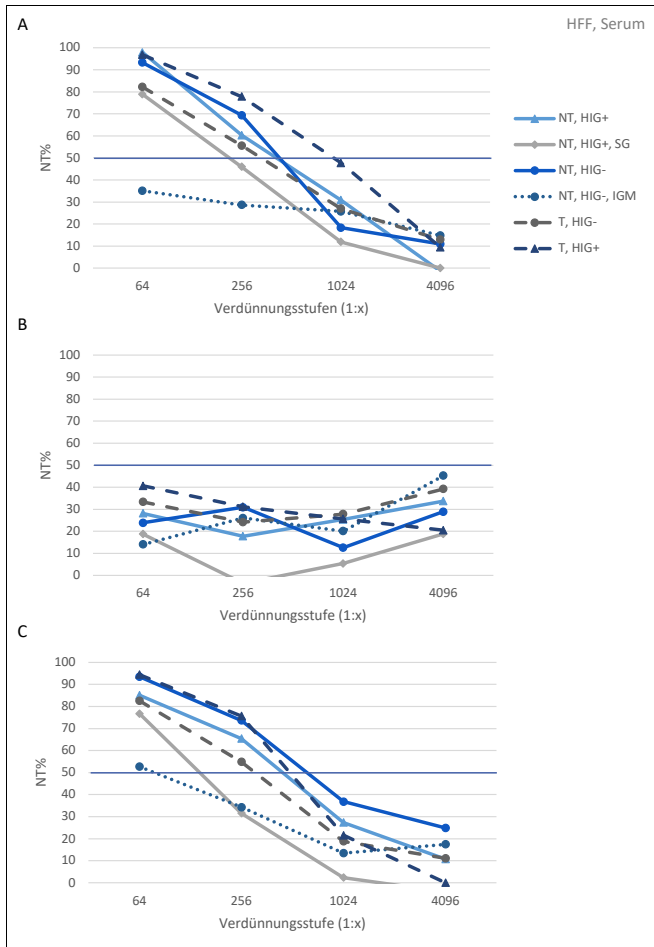 A
HFF, Serum
100
90
80
70
60
50
40
30
20
10
0
NT%
64 256 1024 4096
Verdünnungsstufen (1:x)
NT, HIG+
NT, HIG+, SG
NT, HIG-
NT, HIG-, IGM
T, HIG-
T, HIG+
B
100
90
80
70
60
50
40
30
20
10
0
NT%
64 256 1024 4096
Verdünnungsstufe (1:x)
C
100
90
80
70
60
50
40
30
20
10
0
NT%
64 256 1024 4096
Verdünnungsstufe (1:x)